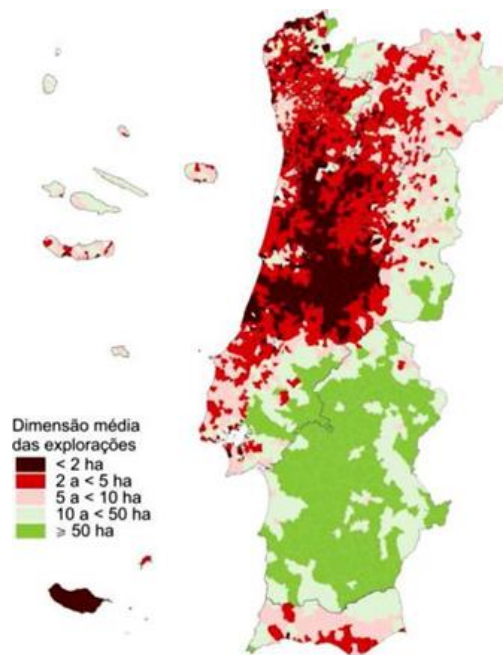 Dimensão média
das explorações
< 2 ha
2 a < 5 ha
5 a < 10 ha
10 a < 50 ha
⩾ 50 ha